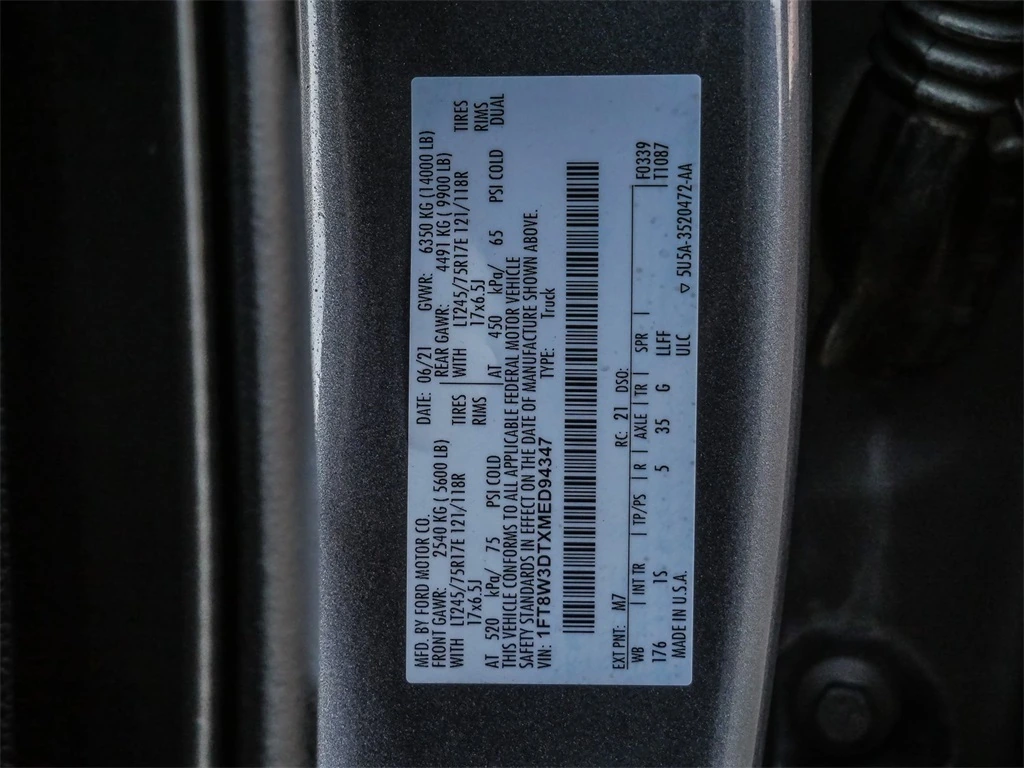 MFD. BY FORD MOTOR CO. DATE: 06/21 GVWR: 6350 KG (14000 LB)
FRONT GAWR: 2540 KG ( 5600 LB) REAR GAWR: 4491 KG ( 9900 LB)
WITH LT245/75R17E 121/118R TIRES WITH LT245/75R17E 121/118R TIRES
17x6.5J RIMS 17x6.5J RIMS
AT 520 kPa/ 75 PSI COLD AT 450 kPa/ 65 PSI COLD DUAL
THIS VEHICLE CONFORMS TO ALL APPLICABLE FEDERAL MOTOR VEHICLE
SAFETY STANDARDS IN EFFECT ON THE DATE OF MANUFACTURE SHOWN ABOVE.
VIN: 1FT8W3DTXMED94347 TYPE: Truck
EXT PNT: M7 RC: 21 DSO: F0339
WB INT TR TP/PS R AXLE TR SPR T1087
176 1S 5 35 G LLEFF
MADE IN U.S.A. ULC ▽ 5U5A-3520472-AA